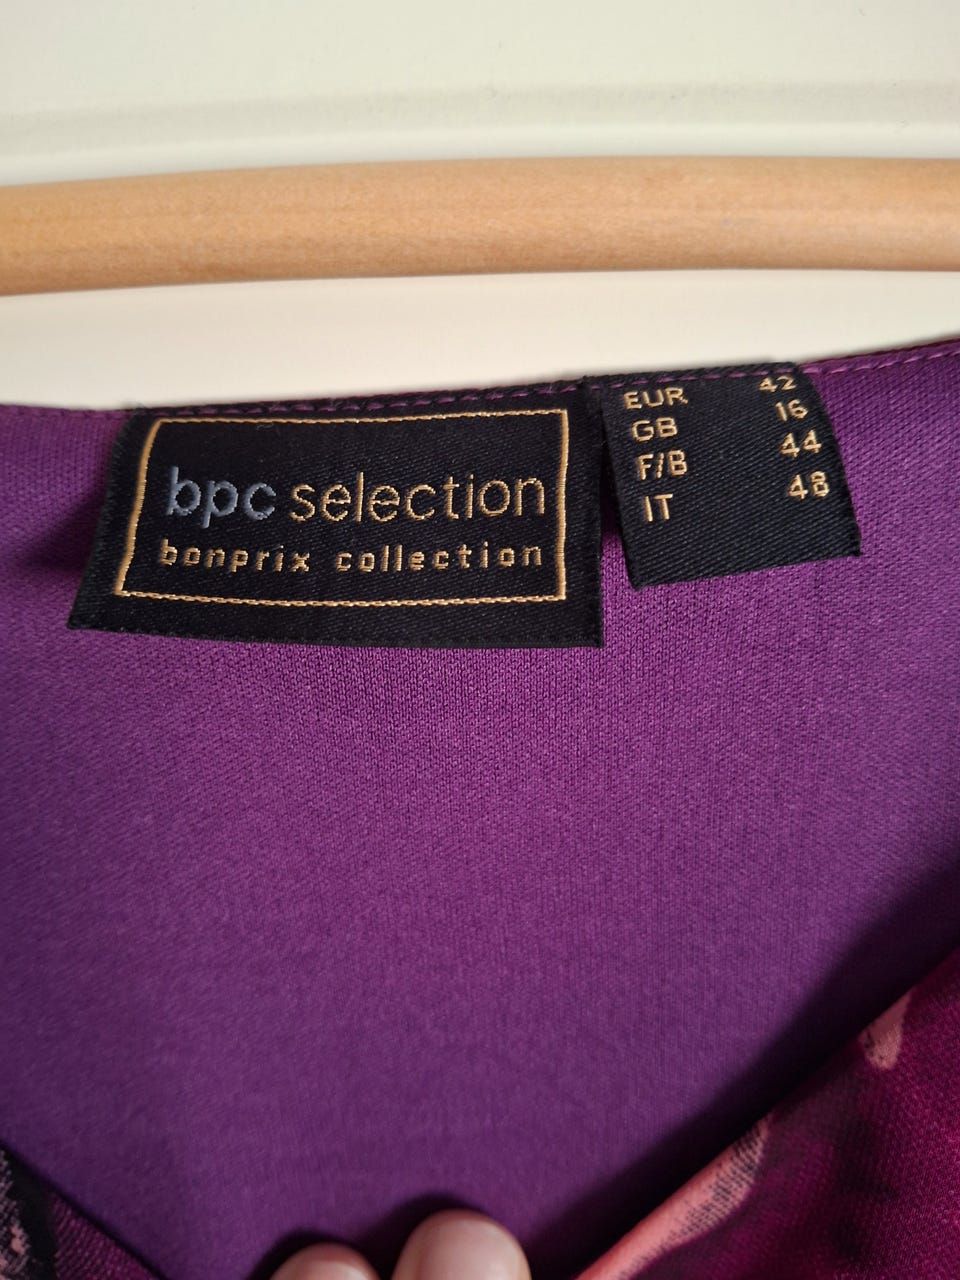 bpc selection
bonprix collection
EUR 42
GB 16
F/B 44
IT 48